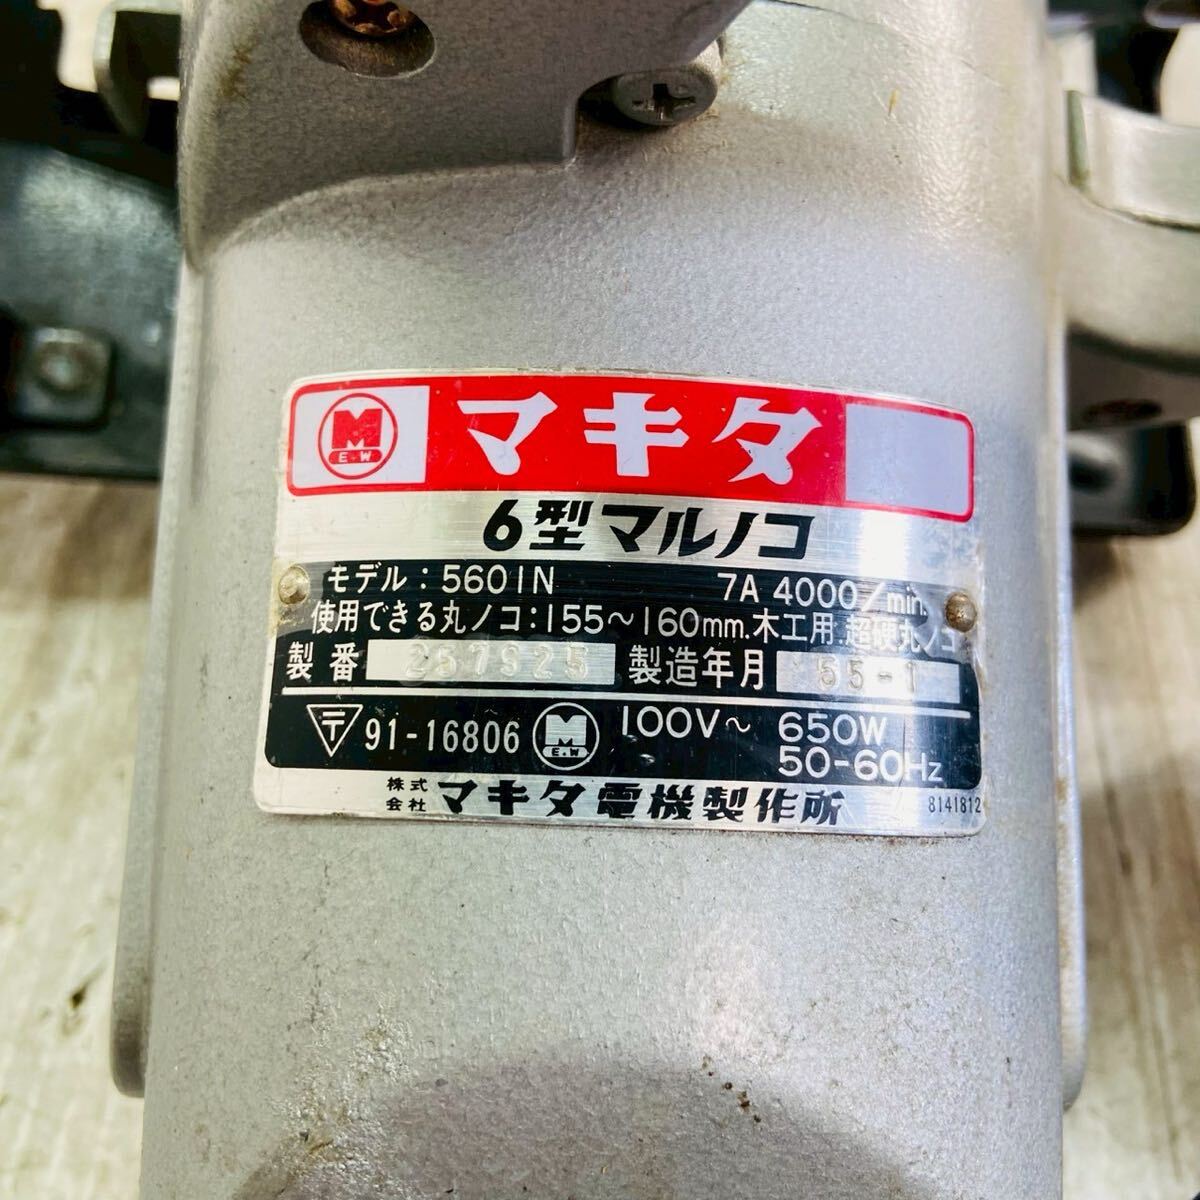 M
E.W
マキタ
6型マルノコ
モデル:5601N 7A 4000/min.
使用できる丸ノコ:155~160mm.木工用.超硬丸ノコ
製番 257925 製造年月 55-1
〒 91-16806 M E.W 100V~ 650W
50-60Hz
株式会社 マキタ電機製作所 8141812